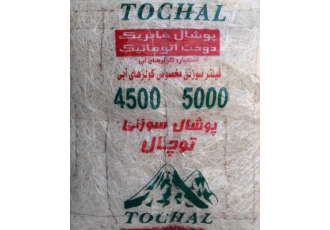 TOCHAL
پوشال فابریک
دوخت اتوماتیک
فیلتر سوزنی مخصوص کولرهای آبی
4500 5000
پوشال سوزنی
توچال
TOCHAL